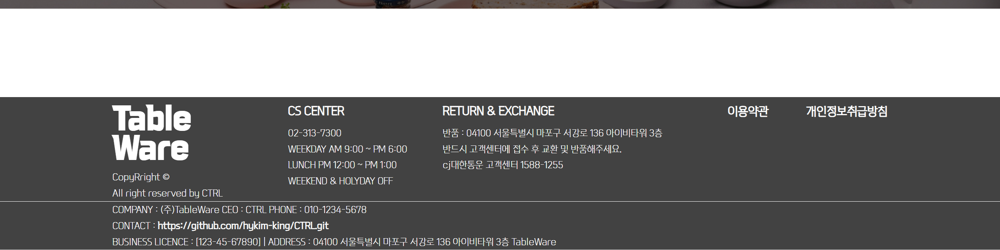 FRANCE
Table
Ware
CopyRright ©
All right reserved by CTRL
CS CENTER
02-313-7300
WEEKDAY AM 9:00 ~ PM 6:00
LUNCH PM 12:00 ~ PM 1:00
WEEKEND & HOLYDAY OFF
RETURN & EXCHANGE
반품 : 04100 서울특별시 마포구 서강로 136 아이비타워 3층
반드시 고객센터에 접수 후 교환 및 반품해주세요.
cj대한통운 고객센터 1588-1255
이용약관
개인정보취급방침
COMPANY : (주)TableWare CEO : CTRL PHONE : 010-1234-5678
CONTACT : https://github.com/hykim-king/CTRL.git
BUSINESS LICENCE : [123-45-67890] | ADDRESS : 04100 서울특별시 마포구 서강로 136 아이비타워 3층 TableWare